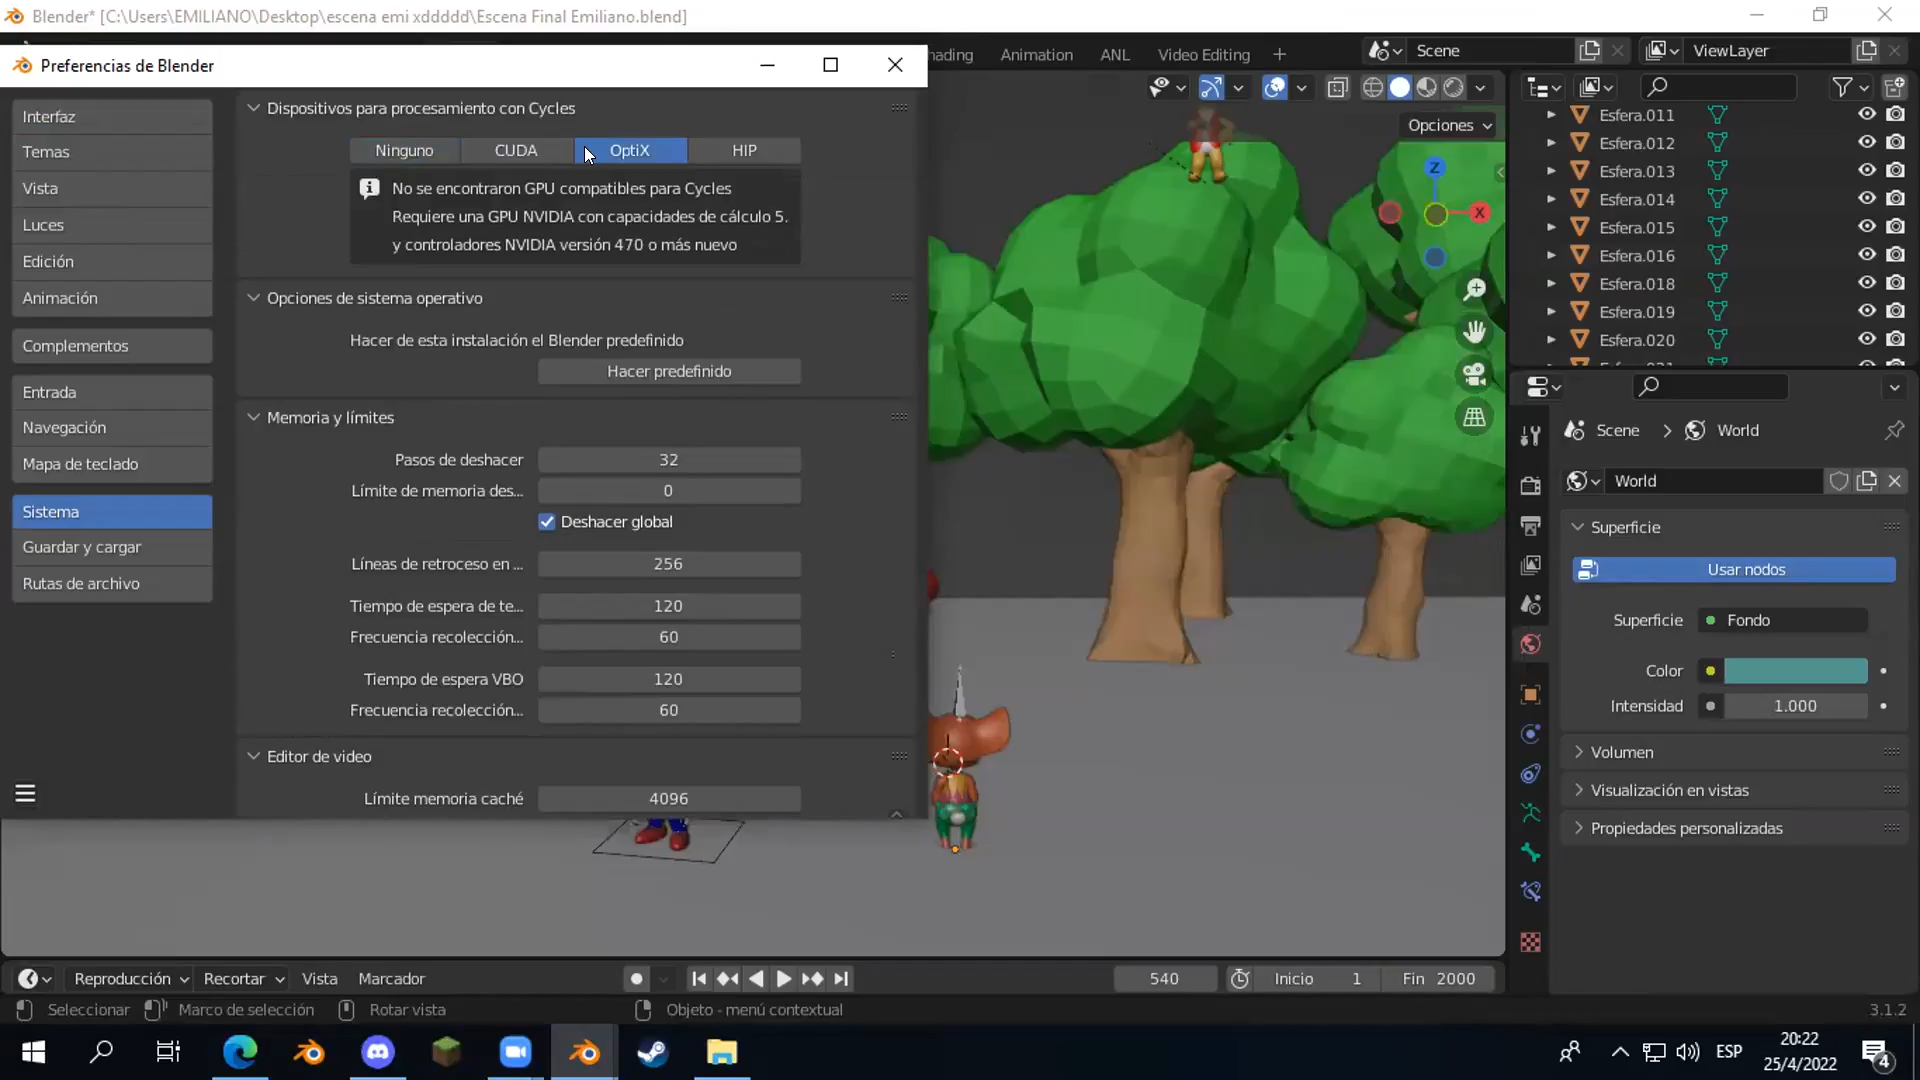 Blender* [C:\Users\EMILIANO\Desktop\escena emi xddddd\Escena Final Emiliano.blend]
Preferencias de Blender
Animation
ANL
Video Editing
Scene
ViewLayer
Interfaz
Temas
Vista
Luces
Edición
Animación
Complementos
Entrada
Navegación
Mapa de teclado
Sistema
Guardar y cargar
Rutas de archivo
Dispositivos para procesamiento con Cycles
Ninguno
CUDA
OptiX
HIP
No se encontraron GPU compatibles para Cycles
Requiere una GPU NVIDIA con capacidades de cálculo 5.
y controladores NVIDIA versión 470 o más nuevo
Opciones de sistema operativo
Hacer de esta instalación el Blender predefinido
Hacer predefinido
Memoria y límites
Pasos de deshacer 32
Límite de memoria des... 0
Deshacer global
Líneas de retroceso en ... 256
Tiempo de espera de te... 120
Frecuencia recolección... 60
Tiempo de espera VBO 120
Frecuencia recolección... 60
Editor de video
Límite memoria caché 4096
Opciones
Z
X
Esfera.011
Esfera.012
Esfera.013
Esfera.014
Esfera.015
Esfera.016
Esfera.018
Esfera.019
Esfera.020
Scene > World
World
Superficie
Usar nodos
Superficie Fondo
Color
Intensidad 1.000
Volumen
Visualización en vistas
Propiedades personalizadas
Reproducción
Recortar
Vista
Marcador
540
Inicio 1
Fin 2000
Seleccionar
Marco de selección
Rotar vista
Objeto - menú contextual
3.1.2
ESP
20:22
25/4/2022
4